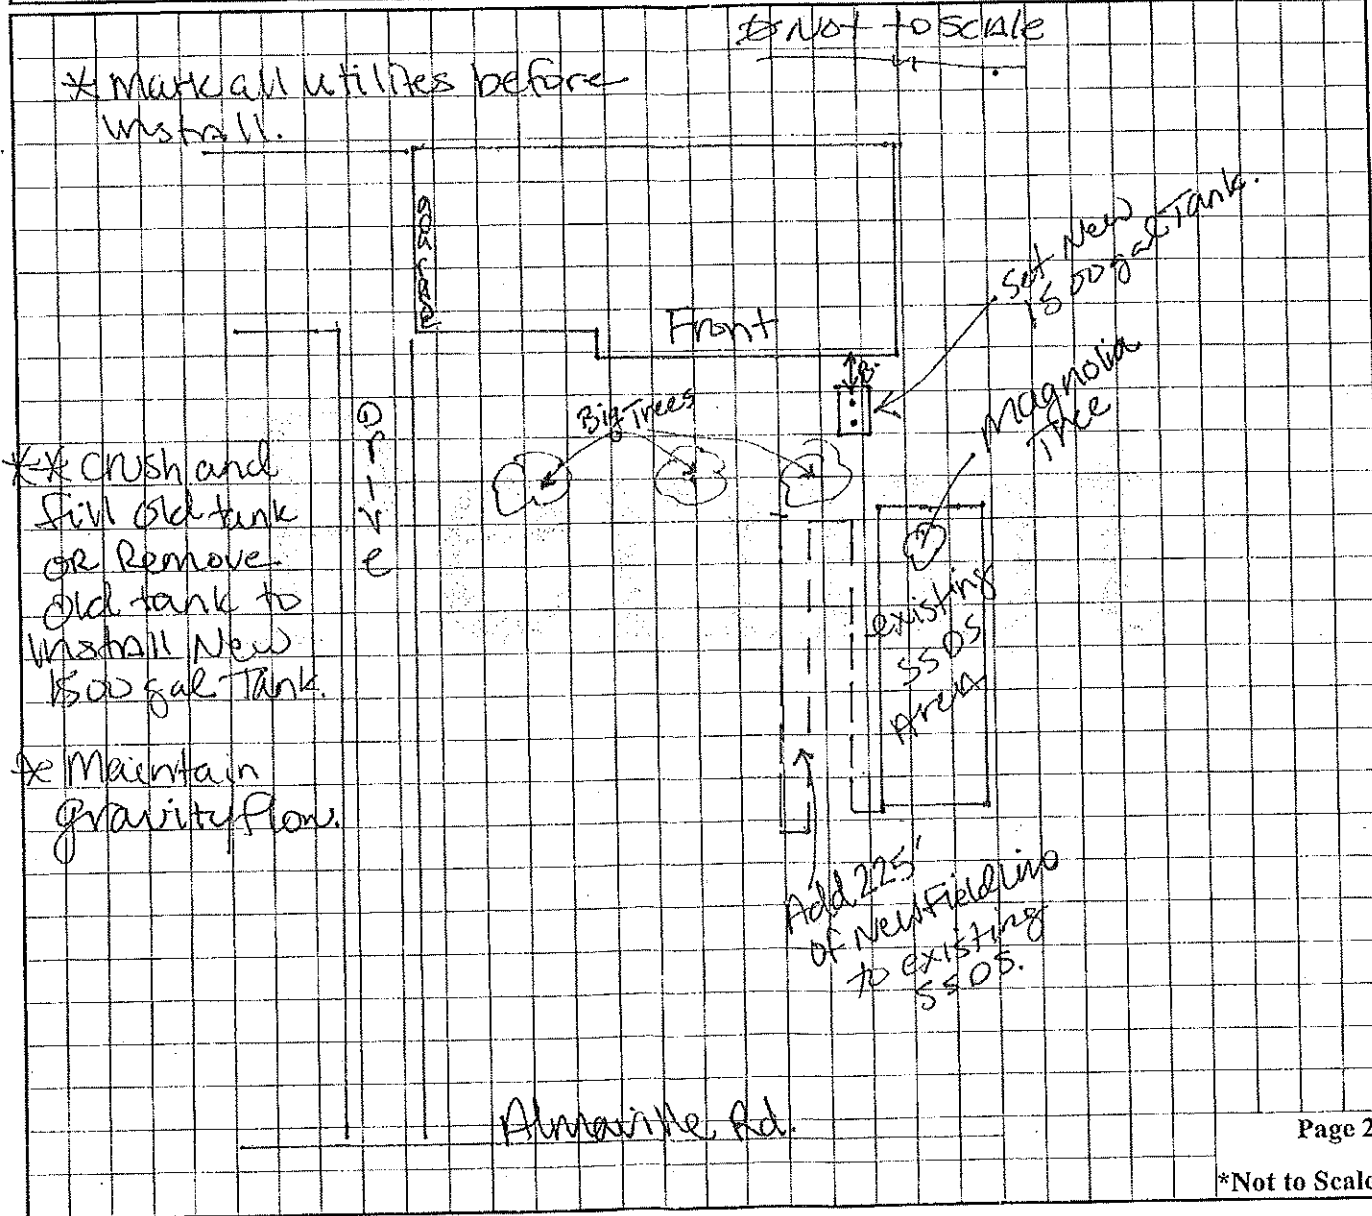 * Not to scale
* Mark all utilites before
install.
garage
Front
Set New
1500 gal Tank.
Magnolia
Tree
Big Trees
Drive
** Crush and
fill old tank
OR Remove
old tank to
install New
1500 gal Tank.
existing
SSDS
Area
* Maintain
gravity flow.
Add 225'
of New Field line
to existing
SSDS.
Almaville Rd.
Page 2
*Not to Scale